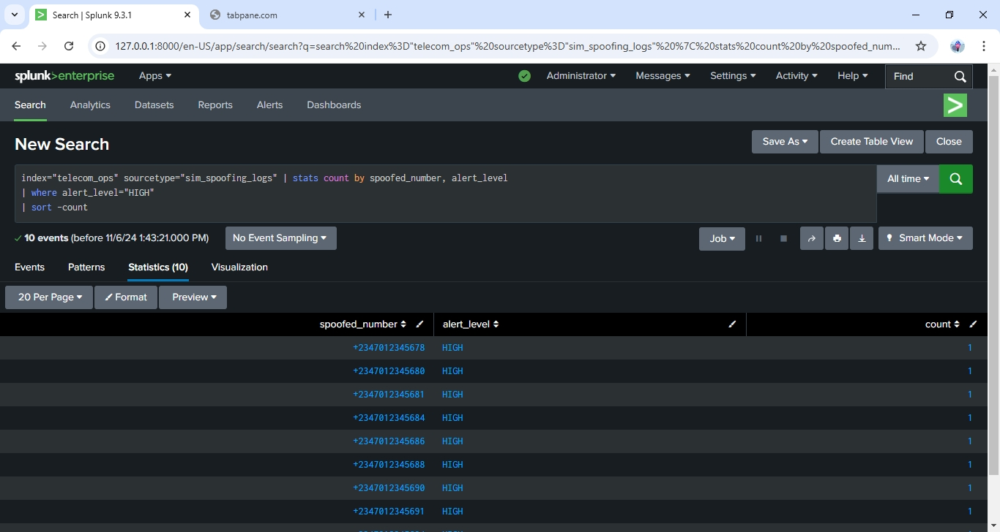 Search | Splunk 9.3.1
tabpane.com
127.0.0.1:8000/en-US/app/search/search?q=search%20index%3D"telecom_ops"%20sourcetype%3D"sim_spoofing_logs"%20%7C%20stats%20count%20by%20spoofed_num...
splunk>enterprise Apps Administrator Messages Settings Activity Help Find
Search Analytics Datasets Reports Alerts Dashboards
New Search Save As Create Table View Close
index="telecom_ops" sourcetype="sim_spoofing_logs" | stats count by spoofed_number, alert_level All time
| where alert_level="HIGH"
| sort -count
10 events (before 11/6/24 1:43:21.000 PM) No Event Sampling Job Smart Mode
Events Patterns Statistics (10) Visualization
20 Per Page Format Preview
spoofed_number alert_level count
+2347012345678 HIGH 1
+2347012345680 HIGH 1
+2347012345681 HIGH 1
+2347012345684 HIGH 1
+2347012345686 HIGH 1
+2347012345688 HIGH 1
+2347012345690 HIGH 1
+2347012345691 HIGH 1